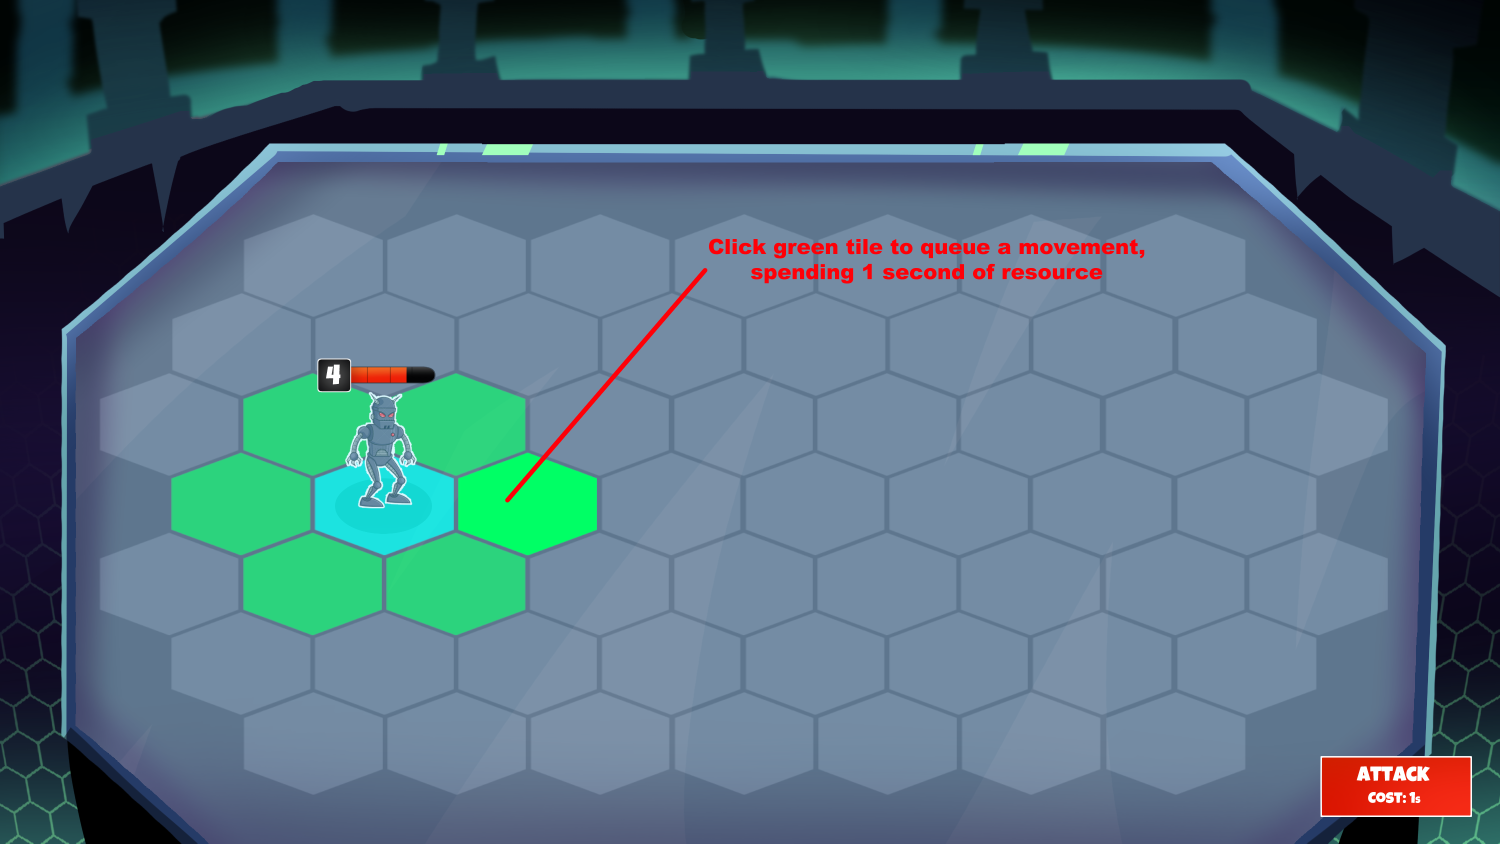 Click green tile to queue a movement,
spending 1 second of resource
4
ATTACK
COST: 1s